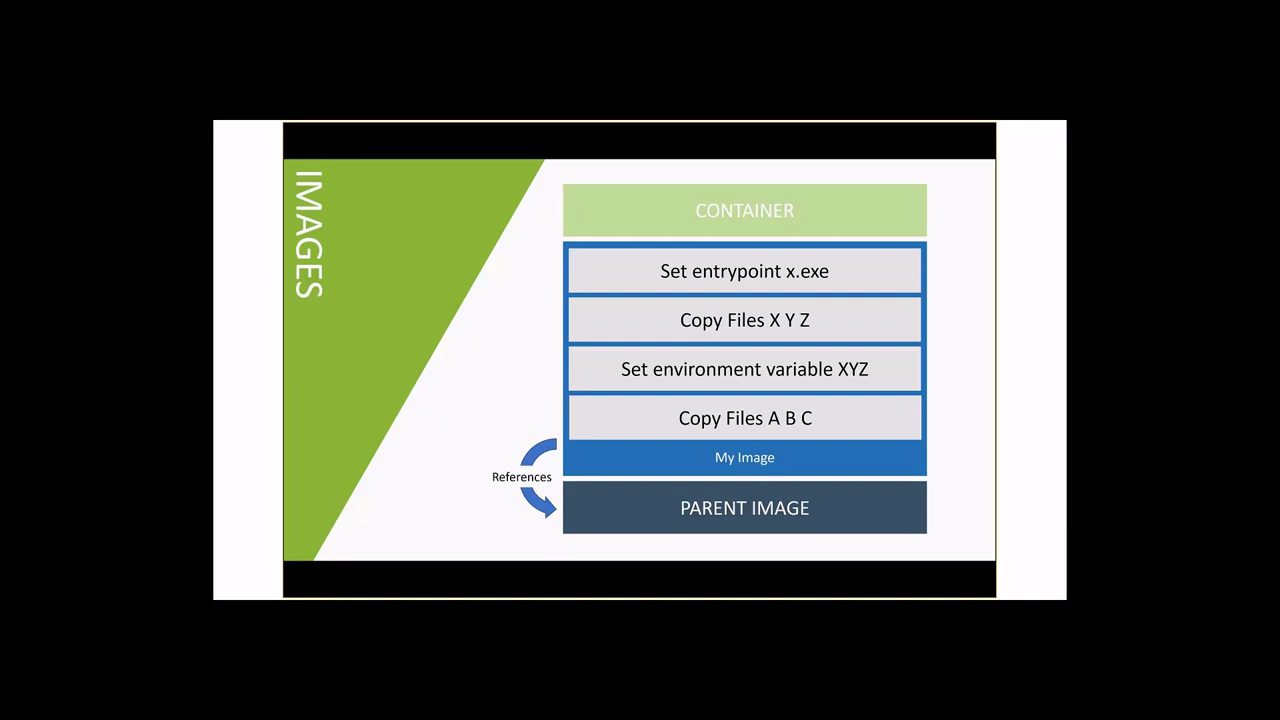 IMAGES
CONTAINER
Set entrypoint x.exe
Copy Files X Y Z
Set environment variable XYZ
Copy Files A B C
My Image
References
PARENT IMAGE